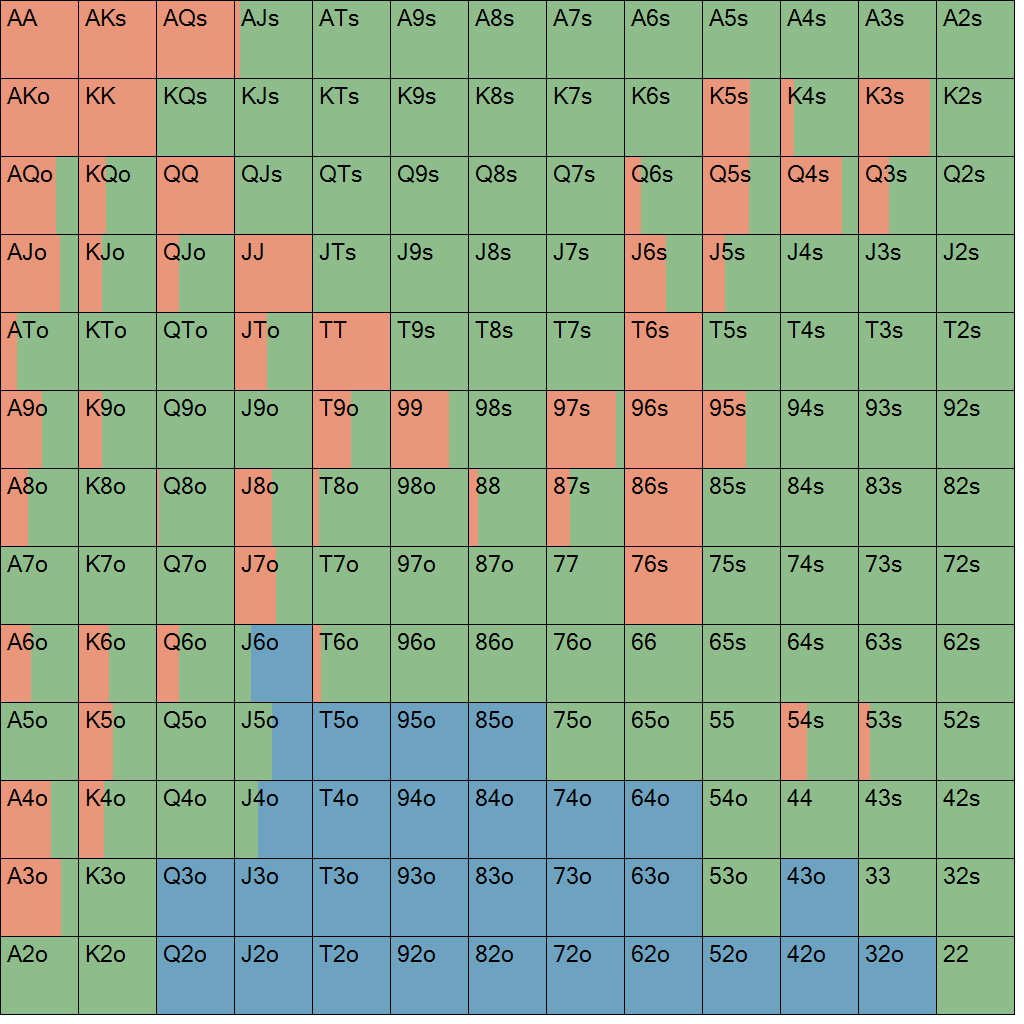 AA AKs AQs AJs ATs A9s A8s A7s A6s A5s A4s A3s A2s
AKo KK KQs KJs KTs K9s K8s K7s K6s K5s K4s K3s K2s
AQo KQo QQ QJs QTs Q9s Q8s Q7s Q6s Q5s Q4s Q3s Q2s
AJo KJo QJo JJ JTs J9s J8s J7s J6s J5s J4s J3s J2s
ATo KTo QTo JTo TT T9s T8s T7s T6s T5s T4s T3s T2s
A9o K9o Q9o J9o T9o 99 98s 97s 96s 95s 94s 93s 92s
A8o K8o Q8o J8o T8o 98o 88 87s 86s 85s 84s 83s 82s
A7o K7o Q7o J7o T7o 97o 87o 77 76s 75s 74s 73s 72s
A6o K6o Q6o J6o T6o 96o 86o 76o 66 65s 64s 63s 62s
A5o K5o Q5o J5o T5o 95o 85o 75o 65o 55 54s 53s 52s
A4o K4o Q4o J4o T4o 94o 84o 74o 64o 54o 44 43s 42s
A3o K3o Q3o J3o T3o 93o 83o 73o 63o 53o 43o 33 32s
A2o K2o Q2o J2o T2o 92o 82o 72o 62o 52o 42o 32o 22